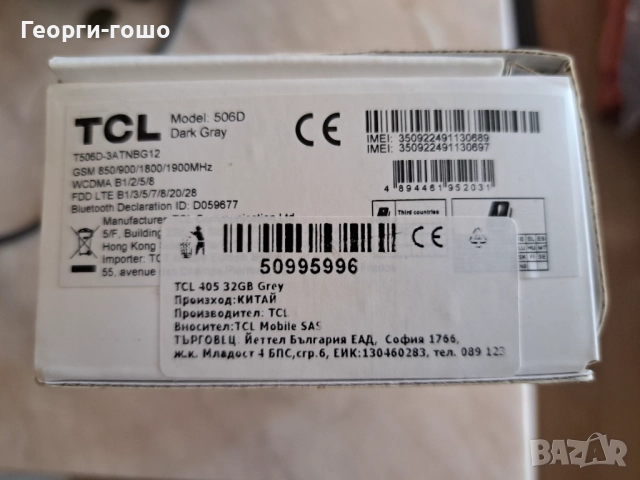 Георги-гошо
TCL Model: 506D
Dark Gray
T506D-3ATNBG12
GSM 850/900/1800/1900MHz
WCDMA B1/2/5/8
FDD LTE B1/3/5/7/8/20/28
Bluetooth Declaration ID: D059677
Manufacturer
5/F, Building
Hong Kong
Importer: TC
55, avenue
CE
IMEI: 350922491130689
IMEI: 350922491130697
4 894461 952031
Third countries
CE
50995996
TCL 405 32GB Grey
Произход:КИТАЙ
Производител: TCL
Вносител:TCL Mobile SAS
ТЪРГОВЕЦ: Йеттел България ЕАД, София 1766,
ж.к. Младост 4 БПС,сгр.6, ЕИК:130460283, тел. 089 123
BAZAR
bg